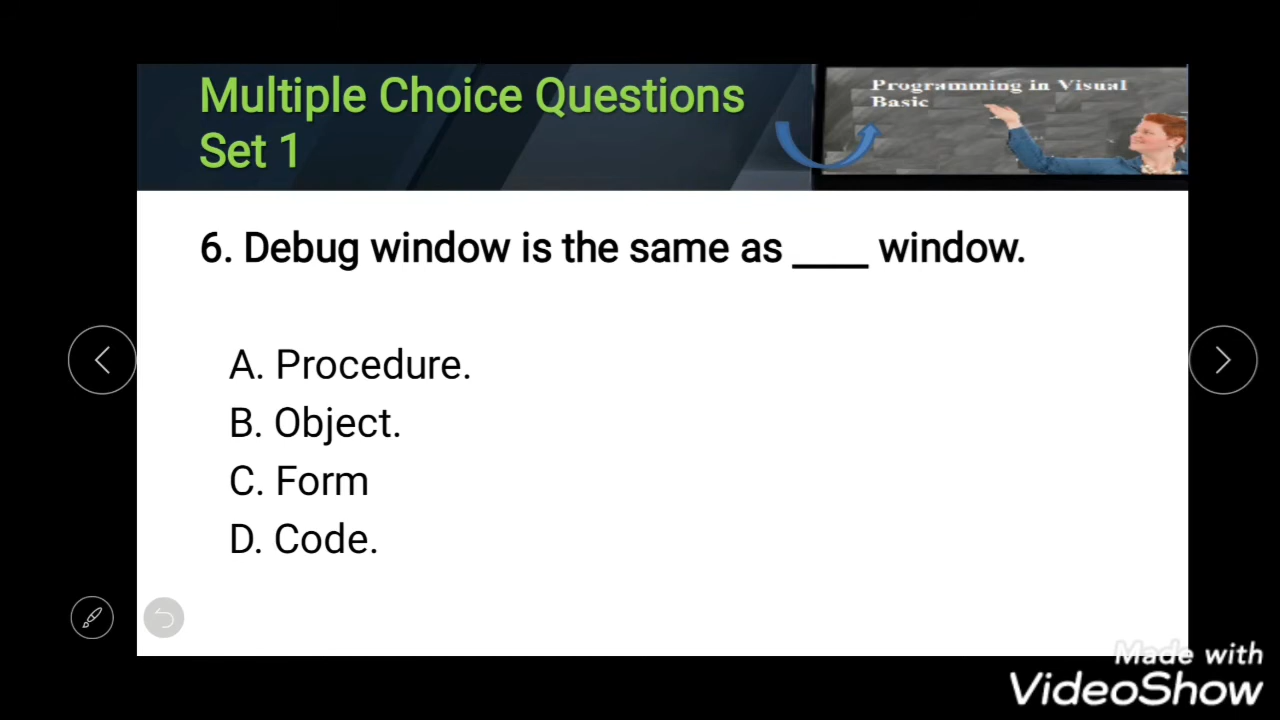 Multiple Choice Questions
Set 1
Programming in Visual
Basic
6. Debug window is the same as ____ window.
A. Procedure.
B. Object.
C. Form
D. Code.
Made with
VideoShow